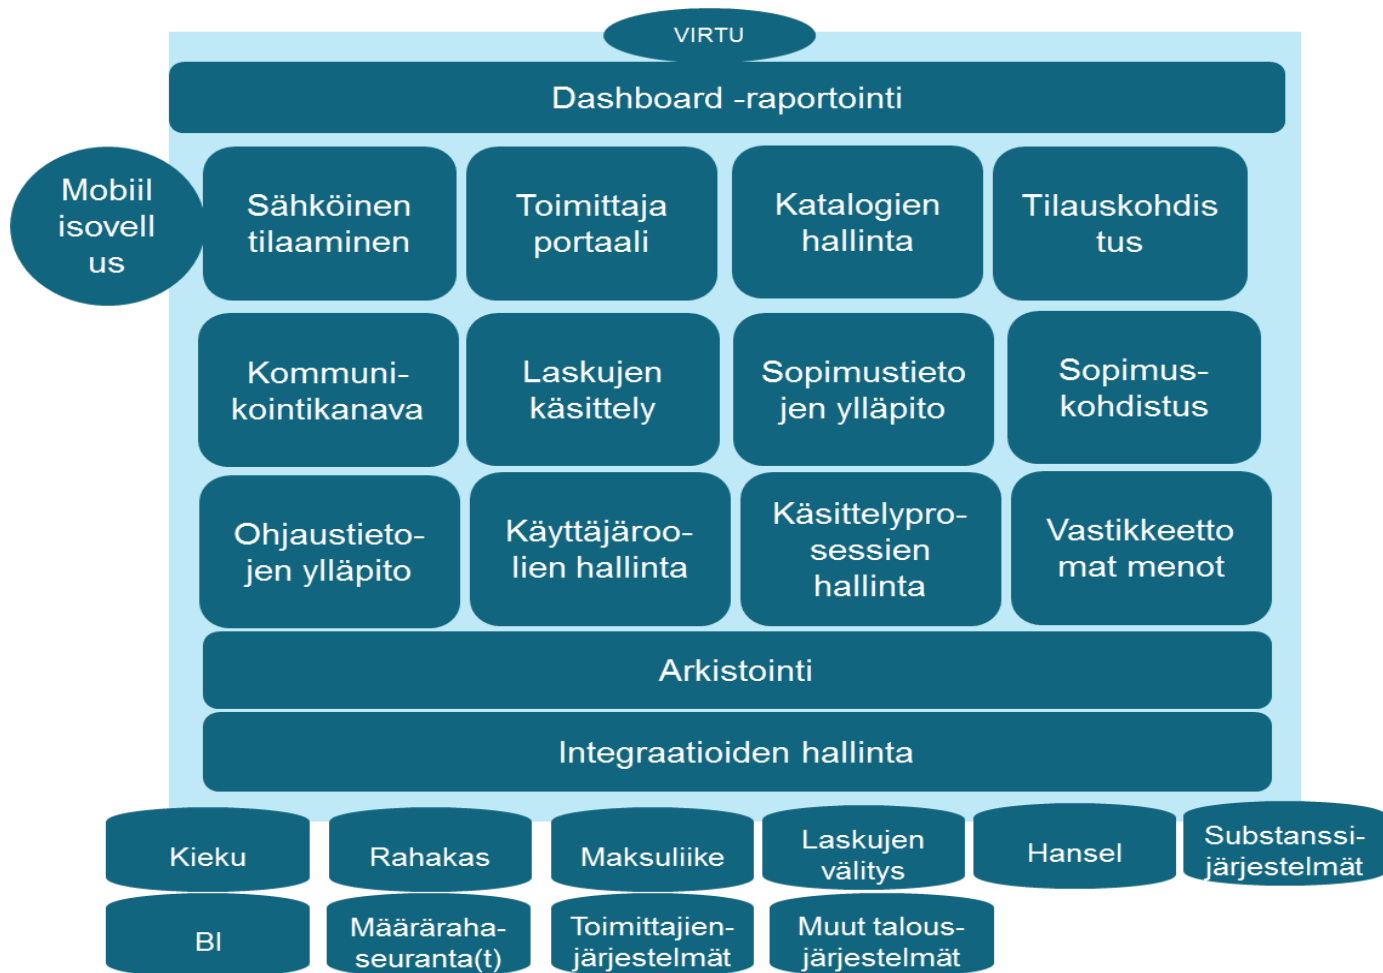 VIRTU
Dashboard -raportointi
Mobiil
isovell
us
Sähköinen
tilaaminen
Toimittaja
portaali
Katalogien
hallinta
Tilauskohdis
tus
Kommuni-
kointikanava
Laskujen
käsittely
Sopimustieto
jen ylläpito
Sopimus-
kohdistus
Ohjaustieto-
jen ylläpito
Käyttäjäroo-
lien hallinta
Käsittelypro-
sessien
hallinta
Vastikkeetto
mat menot
Arkistointi
Integraatioiden hallinta
Kieku
Rahakas
Maksuliike
Laskujen
välitys
Hansel
Substanssi-
järjestelmät
BI
Määräraha-
seuranta(t)
Toimittajien-
järjestelmät
Muut talous-
järjestelmät